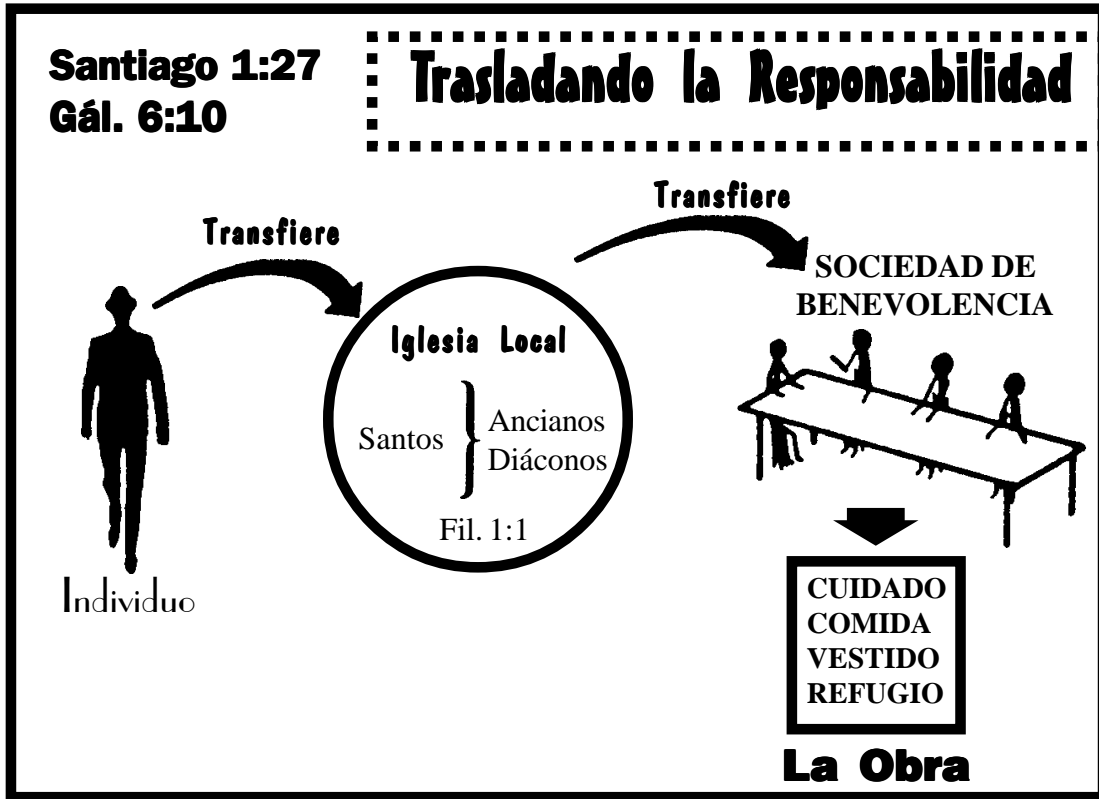 Santiago 1:27
Gál. 6:10
Trasladando la Responsabilidad
Transfiere
Transfiere
Individuo
Iglesia Local
Santos
Ancianos
Diáconos
Fil. 1:1
SOCIEDAD DE
BENEVOLENCIA
CUIDADO
COMIDA
VESTIDO
REFUGIO
La Obra